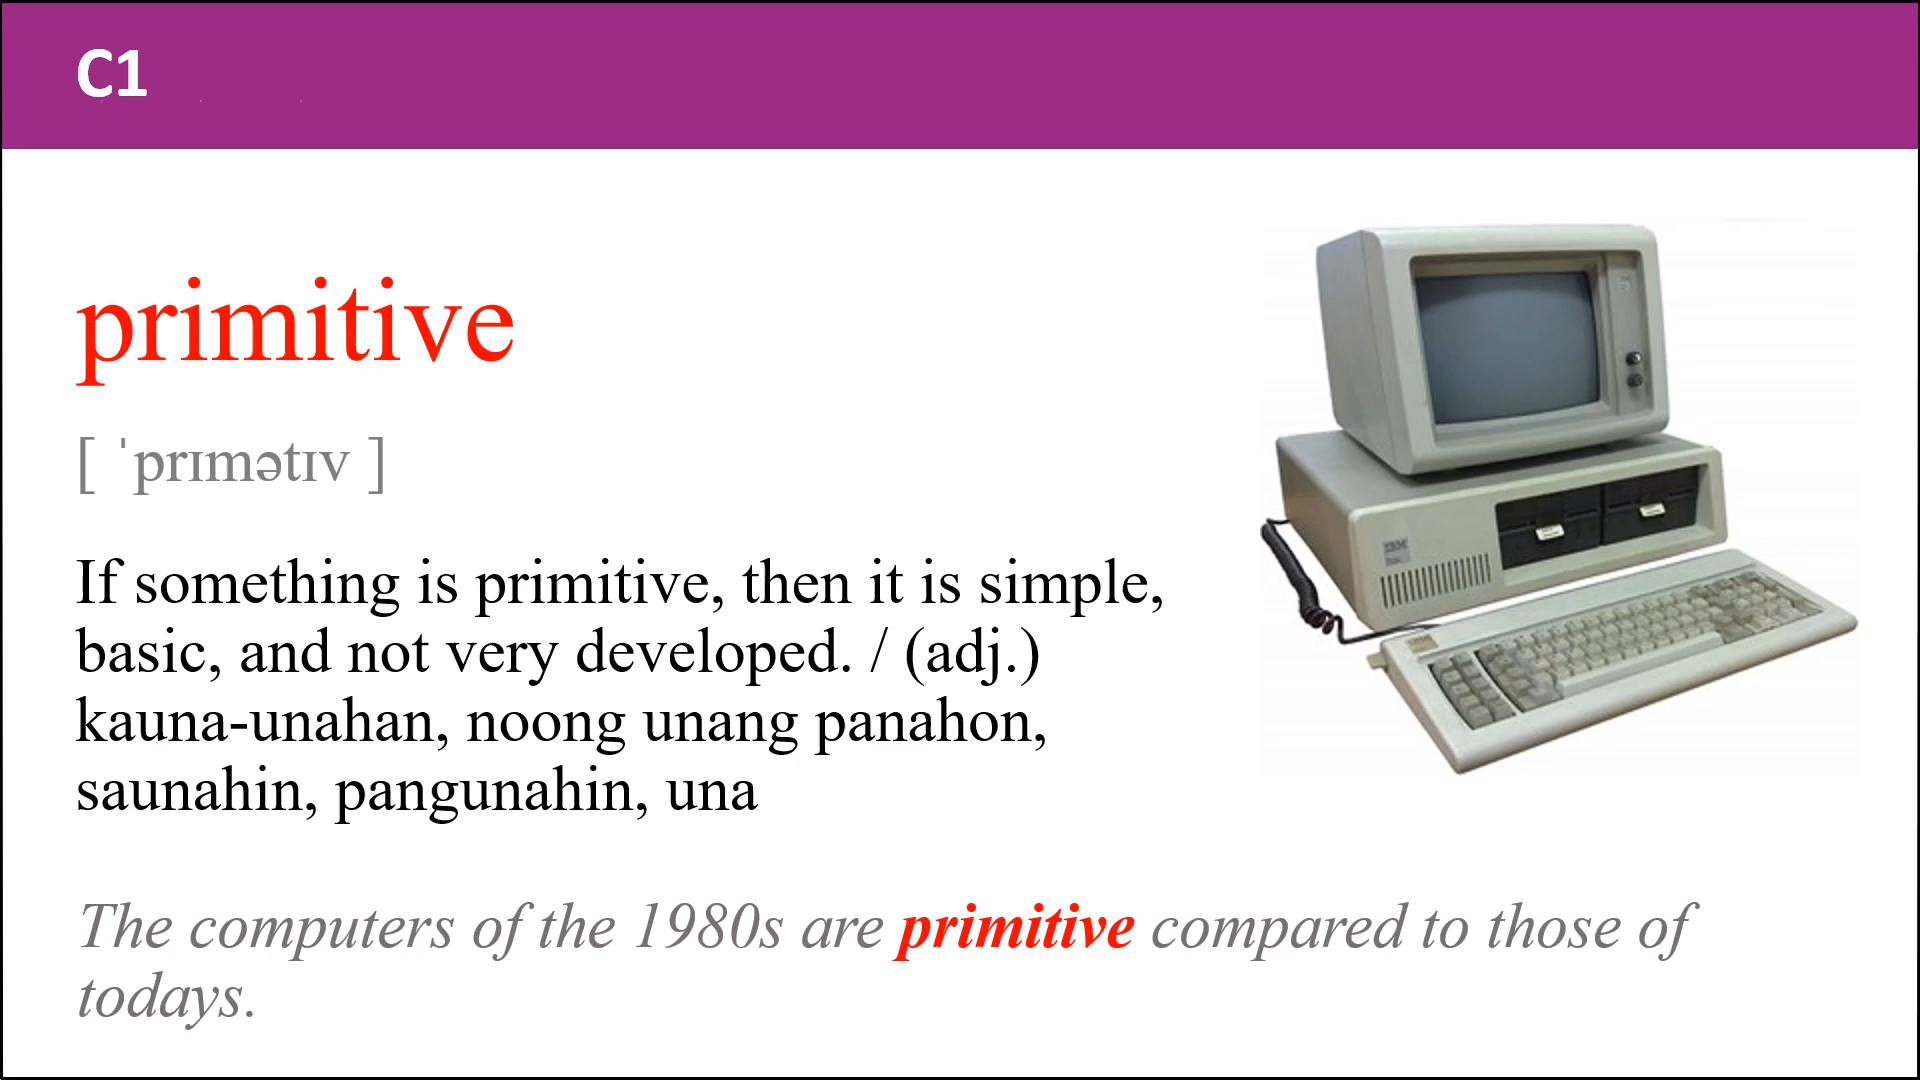 C1
primitive
[ ˈprɪmətɪv ]
If something is primitive, then it is simple,
basic, and not very developed. / (adj.)
kauna-unahan, noong unang panahon,
saunahin, pangunahin, una
The computers of the 1980s are primitive compared to those of
todays.
IBM